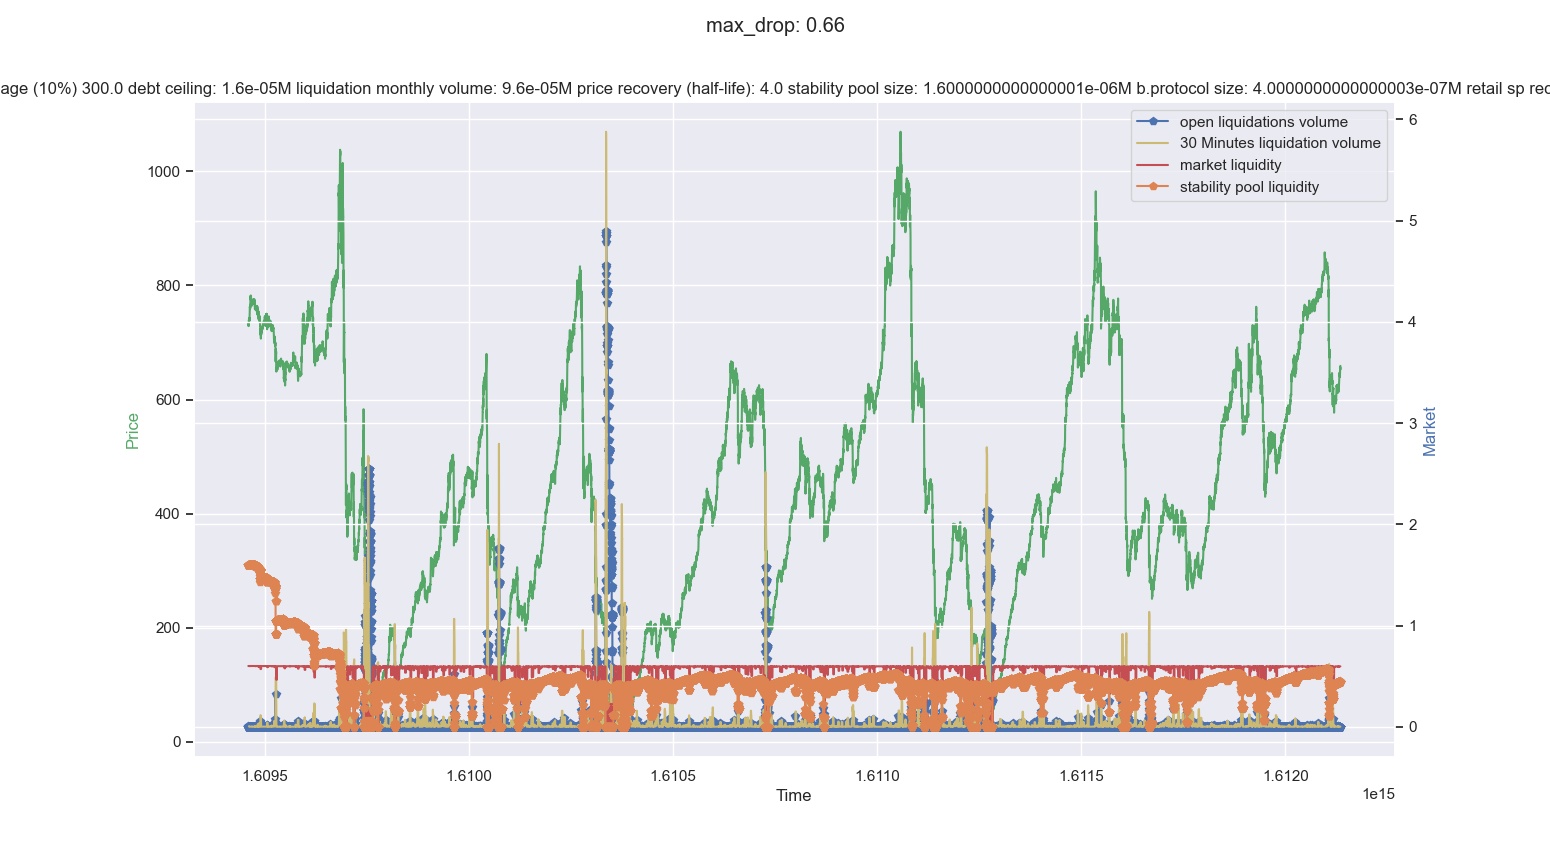 max_drop: 0.66
age (10%) 300.0 debt ceiling: 1.6e-05M liquidation monthly volume: 9.6e-05M price recovery (half-life): 4.0 stability pool size: 1.6000000000000001e-06M b.protocol size: 4.0000000000000003e-07M retail sp rec
open liquidations volume
30 Minutes liquidation volume
market liquidity
stability pool liquidity
1000
800
600
400
200
0
Price
6
5
4
3
2
1
0
Market
1.6095 1.6100 1.6105 1.6110 1.6115 1.6120
1e15
Time